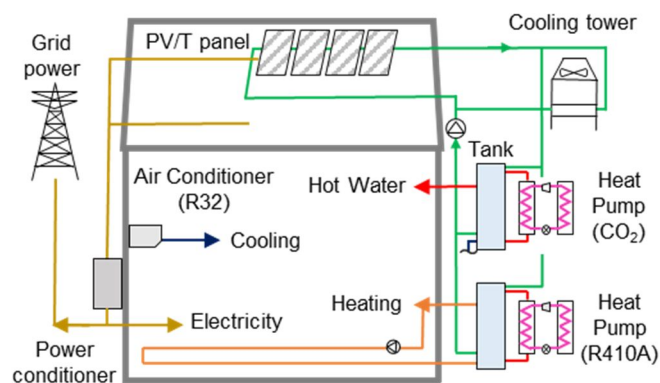 Cooling tower
Grid
power
PV/T panel
Tank
Air Conditioner
(R32)
Hot Water
Heat
Pump
(CO₂)
Cooling
Heating
Electricity
Heat
Pump
(R410A)
Power
conditioner